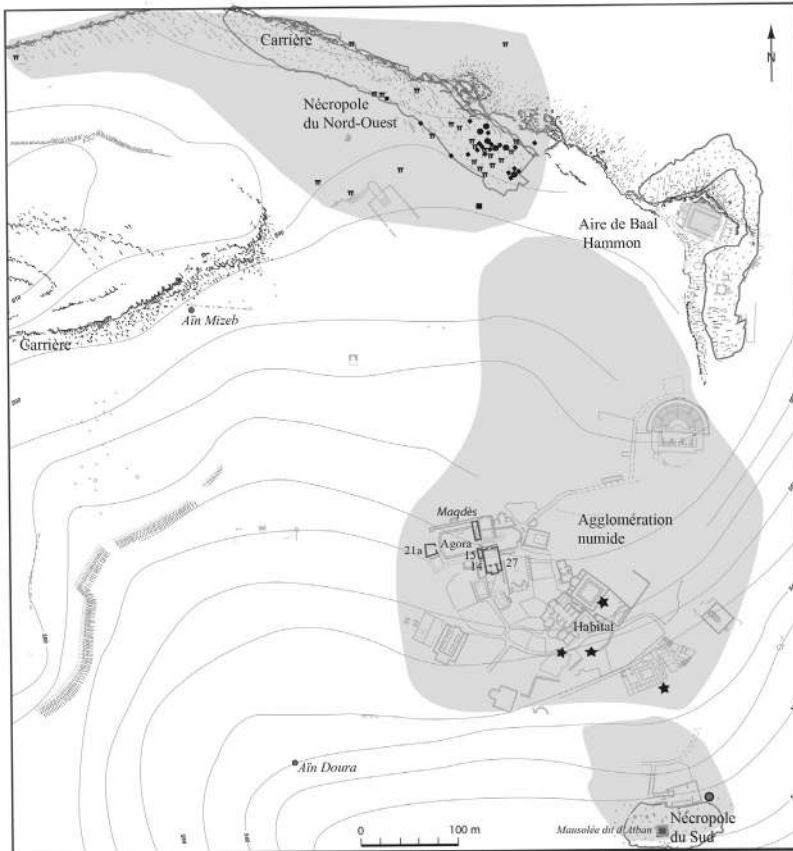 Carrière
N
Nécropole
du Nord-Ouest
Aire de Baal
Hammon
Aïn Mizeb
Carrière
Maqdès
Agora
21a
15
14
27
Agglomération
numide
Habitat
Aïn Doura
0 100 m
Mausolée dit d'Atban
Nécropole
du Sud